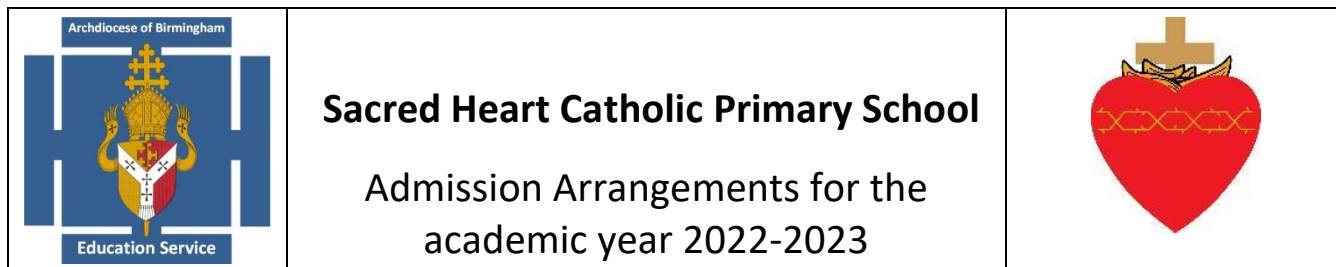 Archdiocese of Birmingham
Education Service
Sacred Heart Catholic Primary School
Admission Arrangements for the
academic year 2022-2023